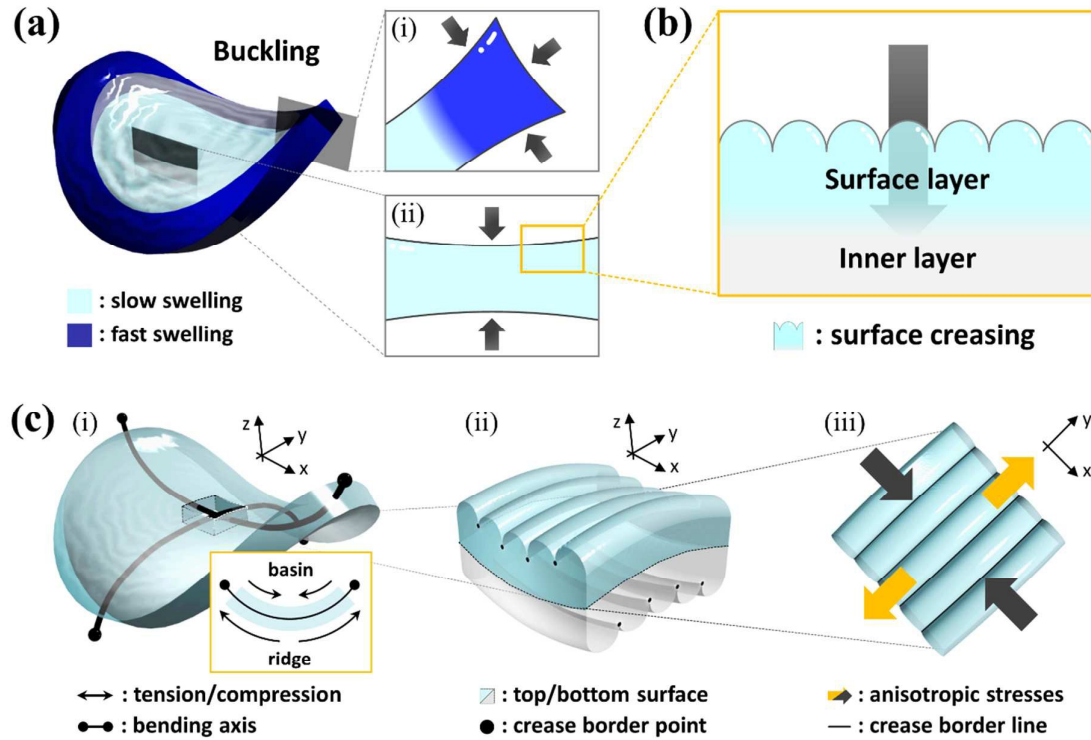 (a)
Buckling
(i)
(ii)
: slow swelling
: fast swelling
(b)
Surface layer
Inner layer
: surface creasing
(c)
(i)
z
y
x
basin
ridge
: tension/compression
: bending axis
(ii)
z
y
x
: top/bottom surface
: crease border point
(iii)
y
x
: anisotropic stresses
: crease border line